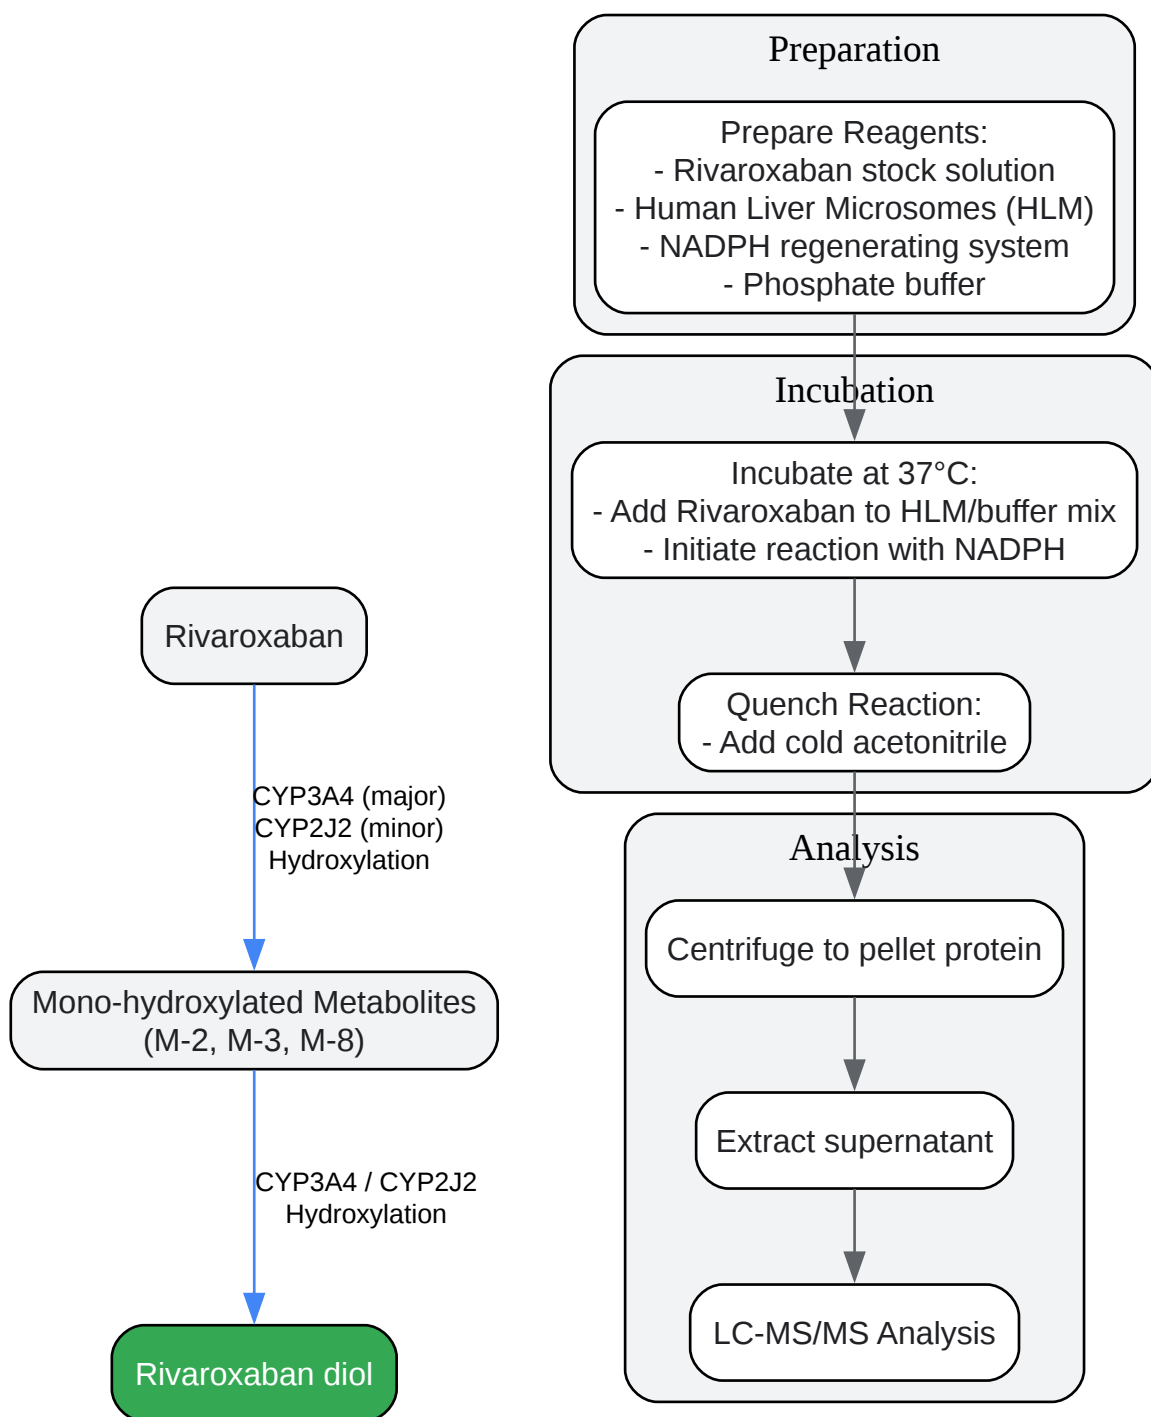 Preparation
Prepare Reagents:
- Rivaroxaban stock solution
- Human Liver Microsomes (HLM)
- NADPH regenerating system
- Phosphate buffer
Incubation
Incubate at 37°C:
- Add Rivaroxaban to HLM/buffer mix
- Initiate reaction with NADPH
Quench Reaction:
- Add cold acetonitrile
Analysis
Centrifuge to pellet protein
Extract supernatant
LC-MS/MS Analysis
Rivaroxaban
CYP3A4 (major)
CYP2J2 (minor)
Hydroxylation
Mono-hydroxylated Metabolites
(M-2, M-3, M-8)
CYP3A4 / CYP2J2
Hydroxylation
Rivaroxaban diol